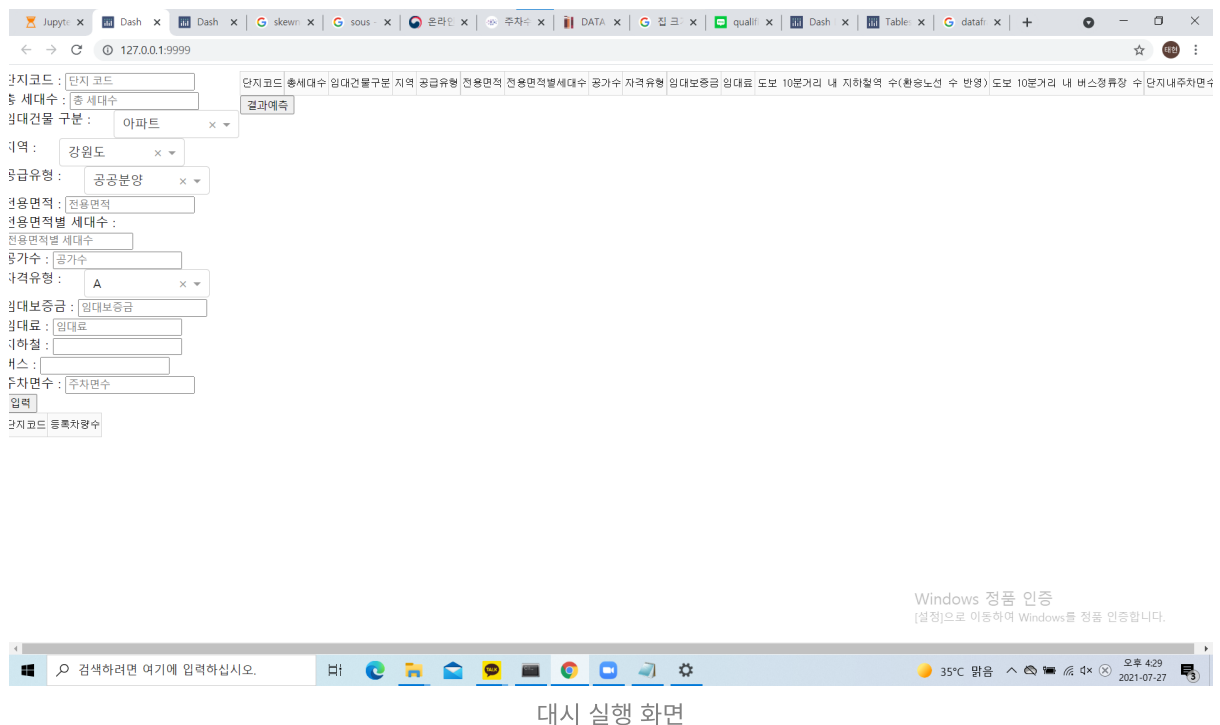 Jupyte Dash Dash skewn sous - 온라인 주차수 DATA 집 크 qualifi Dash Tables datafr
127.0.0.1:9999 태현
단지코드 : 단지 코드
총 세대수 : 총 세대수
임대건물 구분 : 아파트
지역 : 강원도
공급유형 : 공공분양
전용면적 : 전용면적
전용면적별 세대수 :
전용면적별 세대수
공가수 : 공가수
자격유형 : A
임대보증금 : 임대보증금
임대료 : 임대료
지하철 :
버스 :
주차면수 : 주차면수
입력
단지코드 등록차량수
단지코드 총세대수 임대건물구분 지역 공급유형 전용면적 전용면적별세대수 공가수 자격유형 임대보증금 임대료 도보 10분거리 내 지하철역 수(환승노선 수 반영) 도보 10분거리 내 버스정류장 수 단지내주차면수
결과예측
Windows 정품 인증
[설정]으로 이동하여 Windows를 정품 인증합니다.
검색하려면 여기에 입력하십시오. TALK 35°C 맑음 오후 4:29
2021-07-27 3
대시 실행 화면